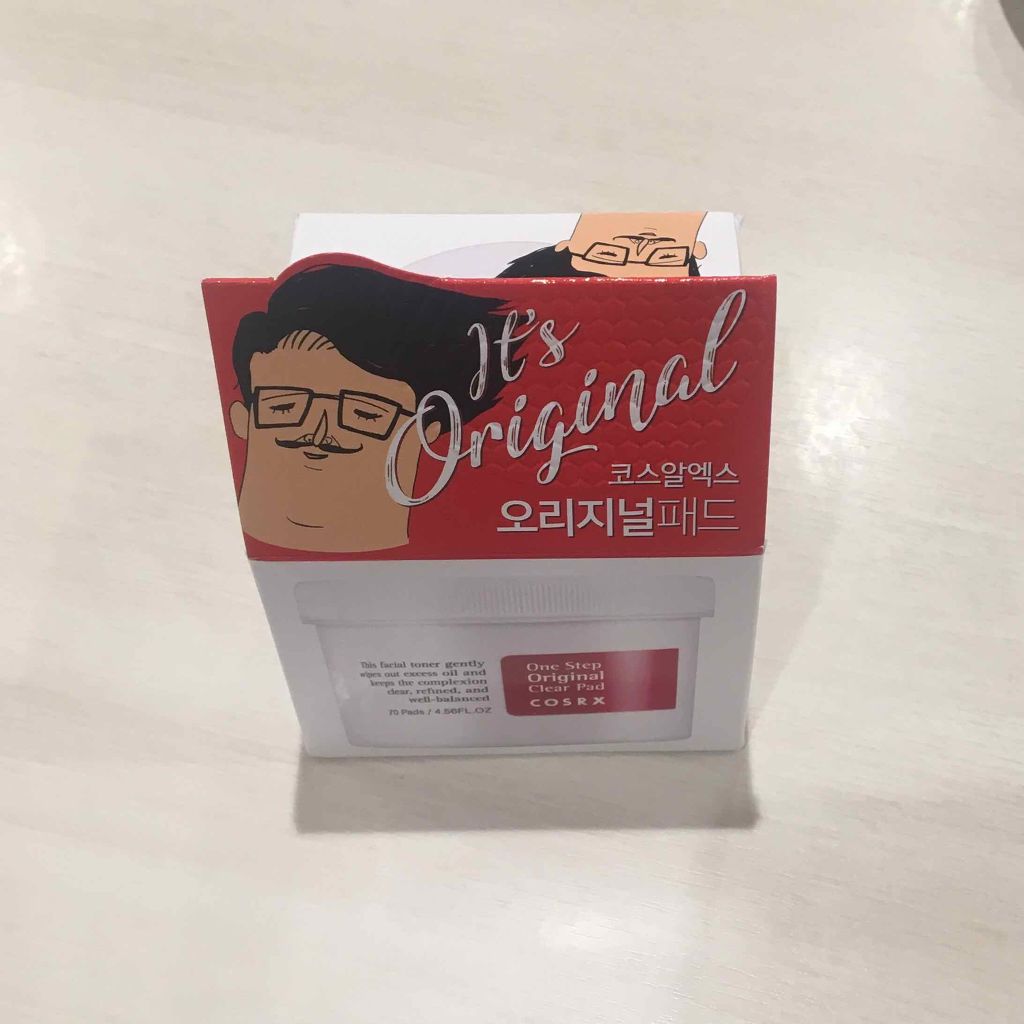 It's
Original
코스알엑스
오리지널패드
This facial toner gently
wipes out excess oil and
keeps the complexion
clear, refined, and
well-balanced
70 Pads / 4.56FL.OZ
One Step
Original
Clear Pad
COSRX